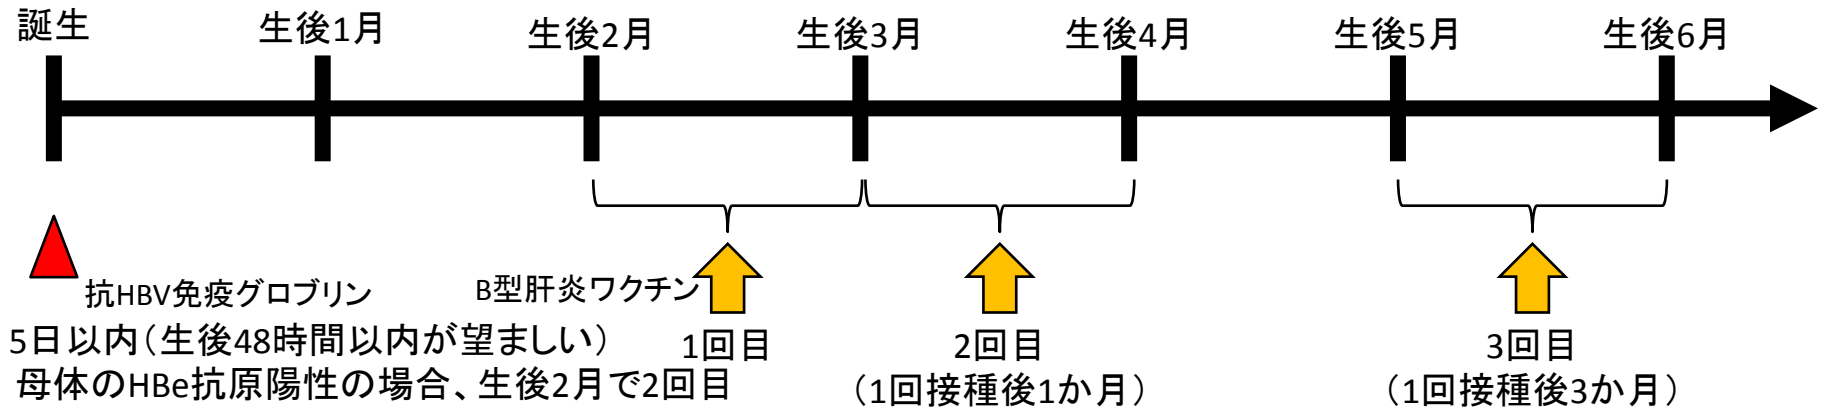 誕生
生後1月
生後2月
生後3月
生後4月
生後5月
生後6月
抗HBV免疫グロブリン
5日以内（生後48時間以内が望ましい）
母体のHBe抗原陽性の場合、生後2月で2回目
B型肝炎ワクチン
1回目
2回目
（1回接種後1か月）
3回目
（1回接種後3か月）